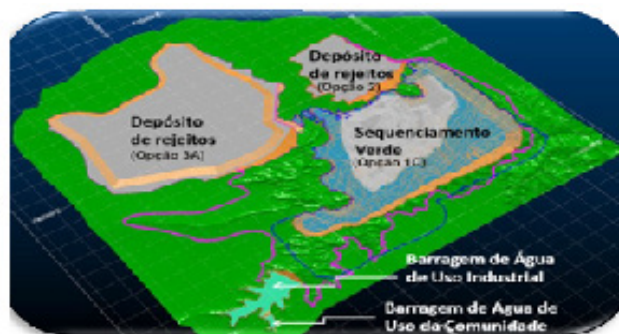 Depósito
de rejeitos
(Opção 2)
Depósito
de rejeitos
(Opção 3A)
Sequenciamento
Verde
(Opção 1C)
Barragem de Água
de Uso Industrial
Barragem de Água de
Uso da Comunidade